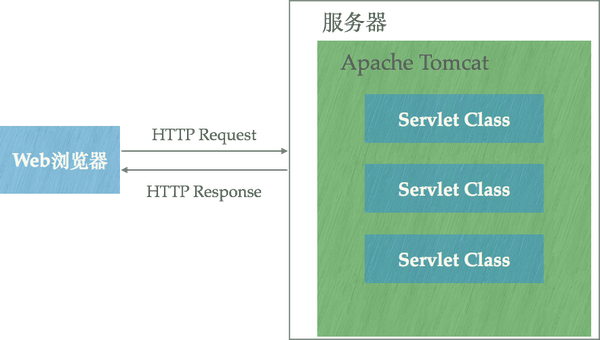 服务器
Apache Tomcat
Servlet Class
HTTP Request
Web浏览器
Servlet Class
HTTP Response
Servlet Class